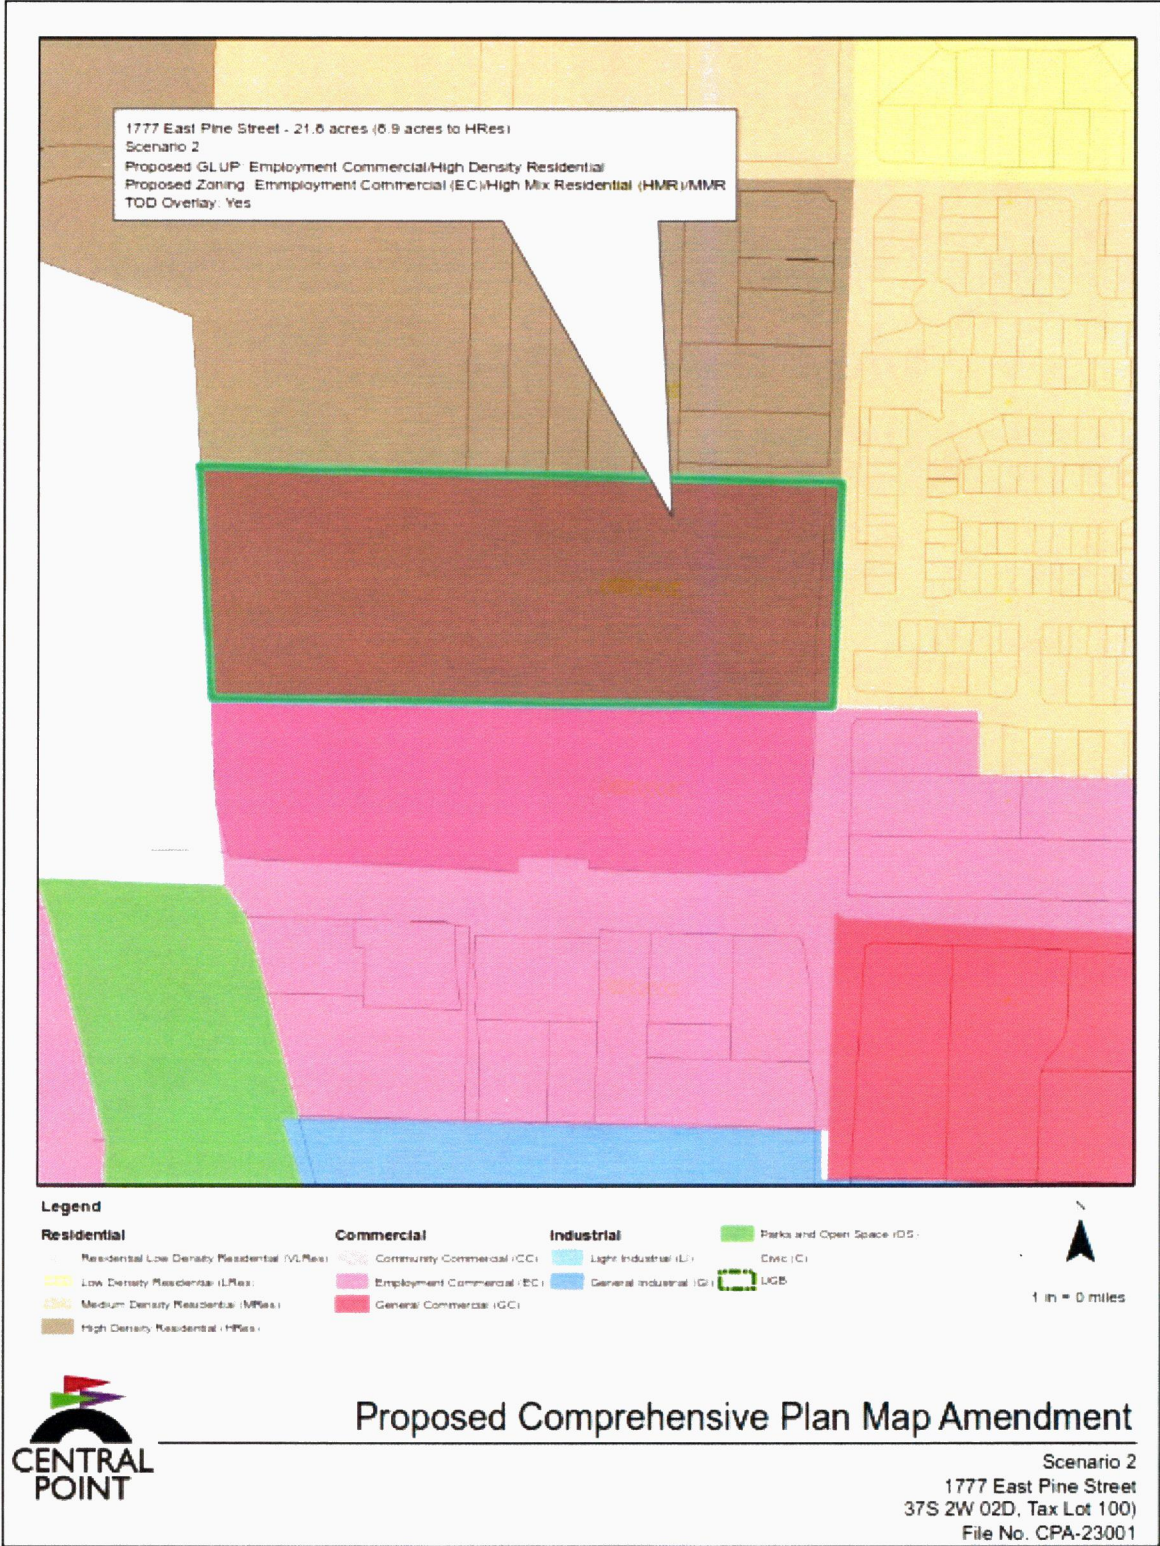 1777 East Pine Street - 21.6 acres (6.9 acres to HRes)
Scenario 2
Proposed GLUP: Employment Commercial/High Density Residential
Proposed Zoning: Emmployment Commercial (EC)/High Mix Residential (HMR)/MMR
TOD Overlay: Yes
Legend
Residential
Residential Low Density Residential (VLRes)
Low Density Residential (LRes)
Medium Density Residential (MRes)
High Density Residential (HRes)
Commercial
Community Commercial (CC)
Employment Commercial (EC)
General Commercial (GC)
Industrial
Light Industrial (LI)
General Industrial (GI)
Parks and Open Space (OS)
Civic (C)
UGB
1 in = 0 miles
CENTRAL
POINT
Proposed Comprehensive Plan Map Amendment
Scenario 2
1777 East Pine Street
37S 2W 02D, Tax Lot 100)
File No. CPA-23001